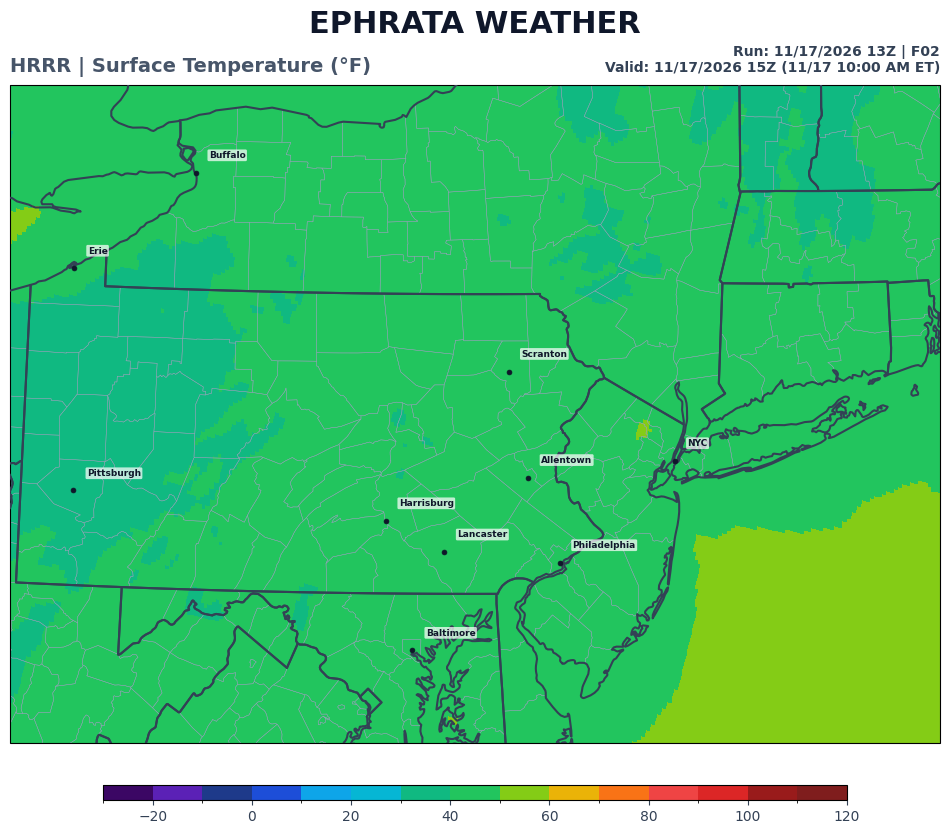 EPHRATA WEATHER
HRRR | Surface Temperature (°F)
Run: 11/17/2026 13Z | F02
Valid: 11/17/2026 15Z (11/17 10:00 AM ET)
Buffalo
Erie
Scranton
NYC
Allentown
Pittsburgh
Harrisburg
Lancaster
Philadelphia
Baltimore
−20 0 20 40 60 80 100 120